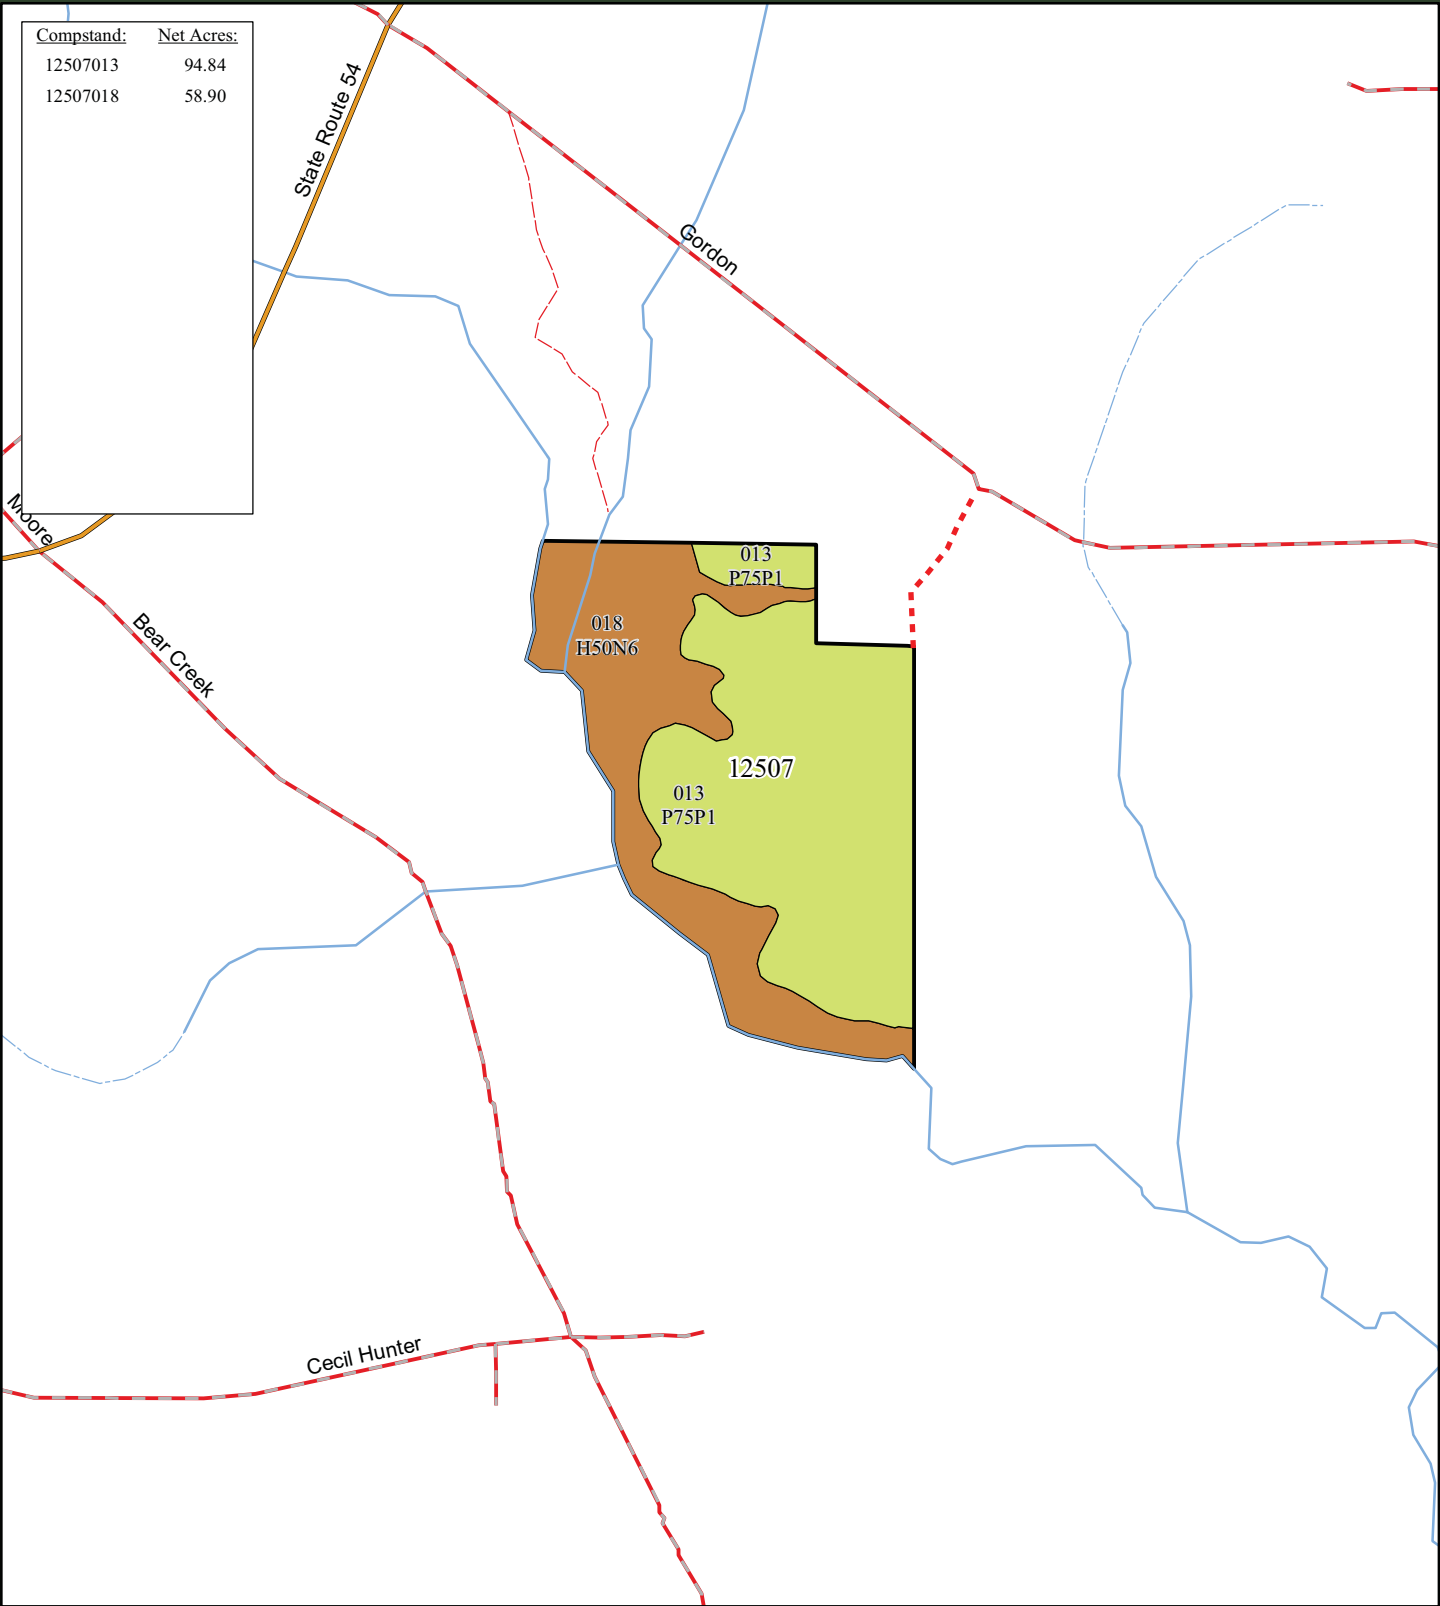 Compstand: Net Acres:
12507013 94.84
12507018 58.90
State Route 54
Gordon
Moore
Bear Creek
013
P75P1
018
H50N6
12507
013
P75P1
Cecil Hunter